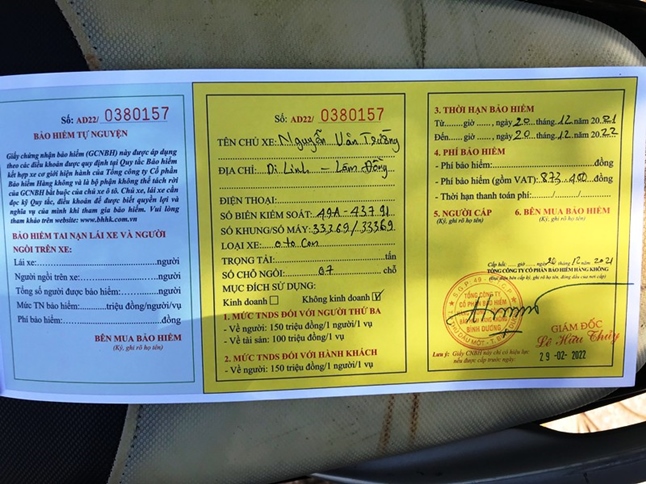 Số: AD22/ 0380157
BẢO HIỂM TỰ NGUYỆN
Giấy chứng nhận bảo hiểm (GCNBH) này được áp dụng
theo các điều khoản được quy định tại Quy tắc Bảo hiểm
kết hợp xe cơ giới hiện hành của Tổng công ty Cổ phần
Bảo hiểm Hàng không và là bộ phận không thể tách rời
của GCNBH bắt buộc của chủ xe ô tô. Chủ xe, lái xe cần
đọc kỹ Quy tắc, điều khoản để được biết quyền lợi và
nghĩa vụ của mình khi tham gia bảo hiểm. Vui lòng
tham khảo trên website: www.bhhk.com.vn
BẢO HIỂM TAI NẠN LÁI XE VÀ NGƯỜI
NGỒI TRÊN XE:
Lái xe:.....người
Người ngồi trên xe:.....người
Tổng số người được bảo hiểm:.....người
Mức TN bảo hiểm:.....triệu đồng/người/vụ
Phí bảo hiểm:.....đồng
BÊN MUA BẢO HIỂM
(Ký, ghi rõ họ tên)
Số: AD22/ 0380157
TÊN CHỦ XE: Nguyễn Văn Trường
ĐỊA CHỈ: Di Linh - Lâm Đồng
ĐIỆN THOẠI:
SỐ BIỂN KIỂM SOÁT: 49A - 437.91
SỐ KHUNG/SỐ MÁY: 33369 / 33369
LOẠI XE: ô tô con
TRỌNG TẢI: tấn
SỐ CHỖ NGỒI: 07 chỗ
MỤC ĐÍCH SỬ DỤNG:
Kinh doanh ☐ Không kinh doanh ☑
1. MỨC TNDS ĐỐI VỚI NGƯỜI THỨ BA
- Về người: 150 triệu đồng/1 người/1 vụ
- Về tài sản: 100 triệu đồng/1 vụ
2. MỨC TNDS ĐỐI VỚI HÀNH KHÁCH
- Về người: 150 triệu đồng/1 người/1 vụ
3. THỜI HẠN BẢO HIỂM
Từ......giờ ......, ngày 20 tháng 12 năm 2021
Đến......giờ ......, ngày 20 tháng 12 năm 2022
4. PHÍ BẢO HIỂM
- Phí bảo hiểm:.....đồng
- Phí bảo hiểm (gồm VAT): 873.400 đồng
- Thời hạn thanh toán phí:....../....../......
5. NGƯỜI CẤP 6. BÊN MUA BẢO HIỂM
(Ký, ghi rõ họ tên) (Ký, ghi rõ họ tên)
Cấp hồi: giờ 20 / 12 / 2021
TỔNG CÔNG TY CỔ PHẦN BẢO HIỂM HÀNG KHÔNG
TỔNG CÔNG TY
CỔ PHẦN BẢO HIỂM
BÌNH DƯƠNG
GIÁM ĐỐC
Lê Hữu Thủy
Lưu ý: Giấy CNBH này chỉ có hiệu lực
nếu được cấp trước ngày:
29 -02- 2022